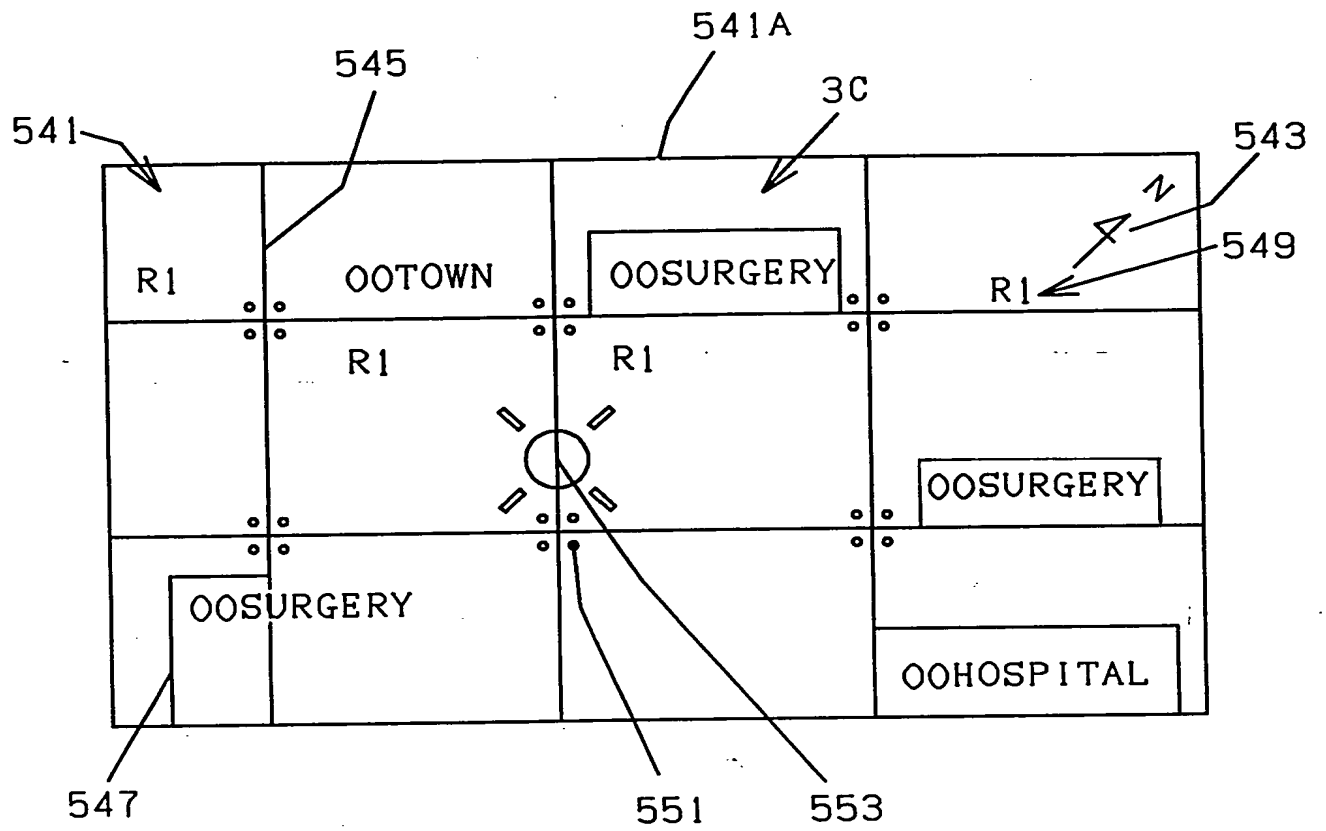 541A
545
3C
541
543
N
549
R1
OOTOWN
OOSURGERY
R1
R1
R1
OOSURGERY
OOSURGERY
OOHOSPITAL
547
551
553